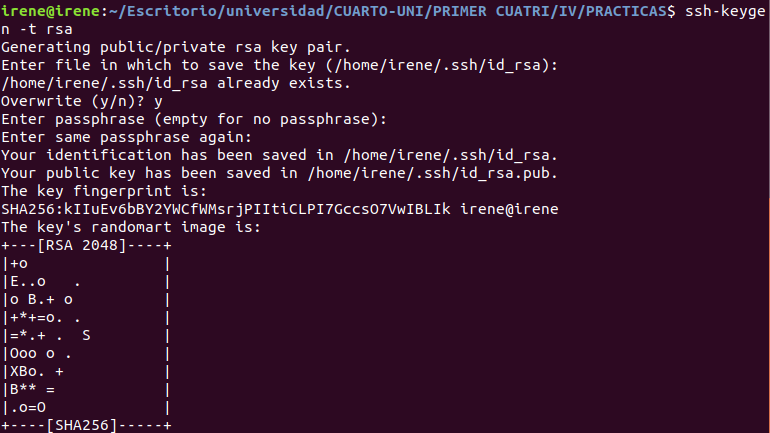 irene@irene:~/Escritorio/universidad/CUARTO-UNI/PRIMER CUATRI/IV/PRACTICAS$ ssh-keyge
n -t rsa
Generating public/private rsa key pair.
Enter file in which to save the key (/home/irene/.ssh/id_rsa):
/home/irene/.ssh/id_rsa already exists.
Overwrite (y/n)? y
Enter passphrase (empty for no passphrase):
Enter same passphrase again:
Your identification has been saved in /home/irene/.ssh/id_rsa.
Your public key has been saved in /home/irene/.ssh/id_rsa.pub.
The key fingerprint is:
SHA256:kIIuEv6bBY2YWCfWMsrjPIItiCLPI7GccsO7VwIBLIk irene@irene
The key's randomart image is:
+---[RSA 2048]----+
|+o               |
|E..o   .         |
|o B.+ o          |
|+*+=o. .         |
|=*.+ .  S        |
|Ooo o .          |
|XBo. +           |
|B** =            |
|.o=O             |
+----[SHA256]-----+